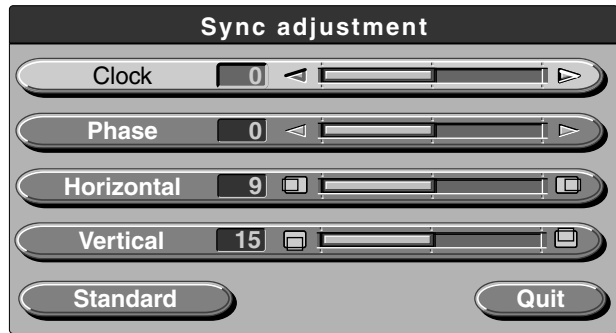 Sync adjustment
Clock 0
Phase 0
Horizontal 9
Vertical 15
Standard Quit